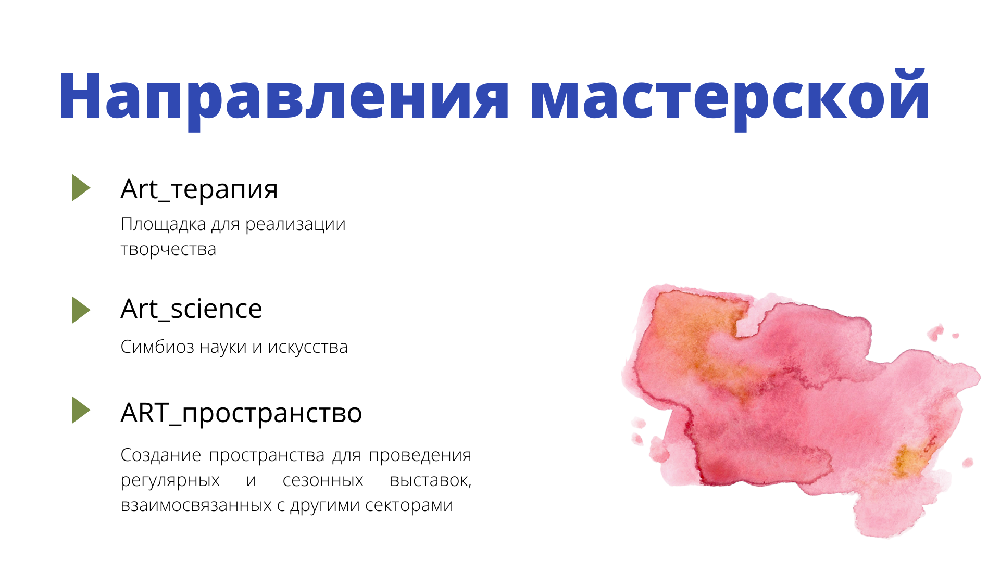 Направления мастерской
Art_терапия
Площадка для реализации
творчества
Art_science
Симбиоз науки и искусства
ART_пространство
Создание пространства для проведения
регулярных и сезонных выставок,
взаимосвязанных с другими секторами